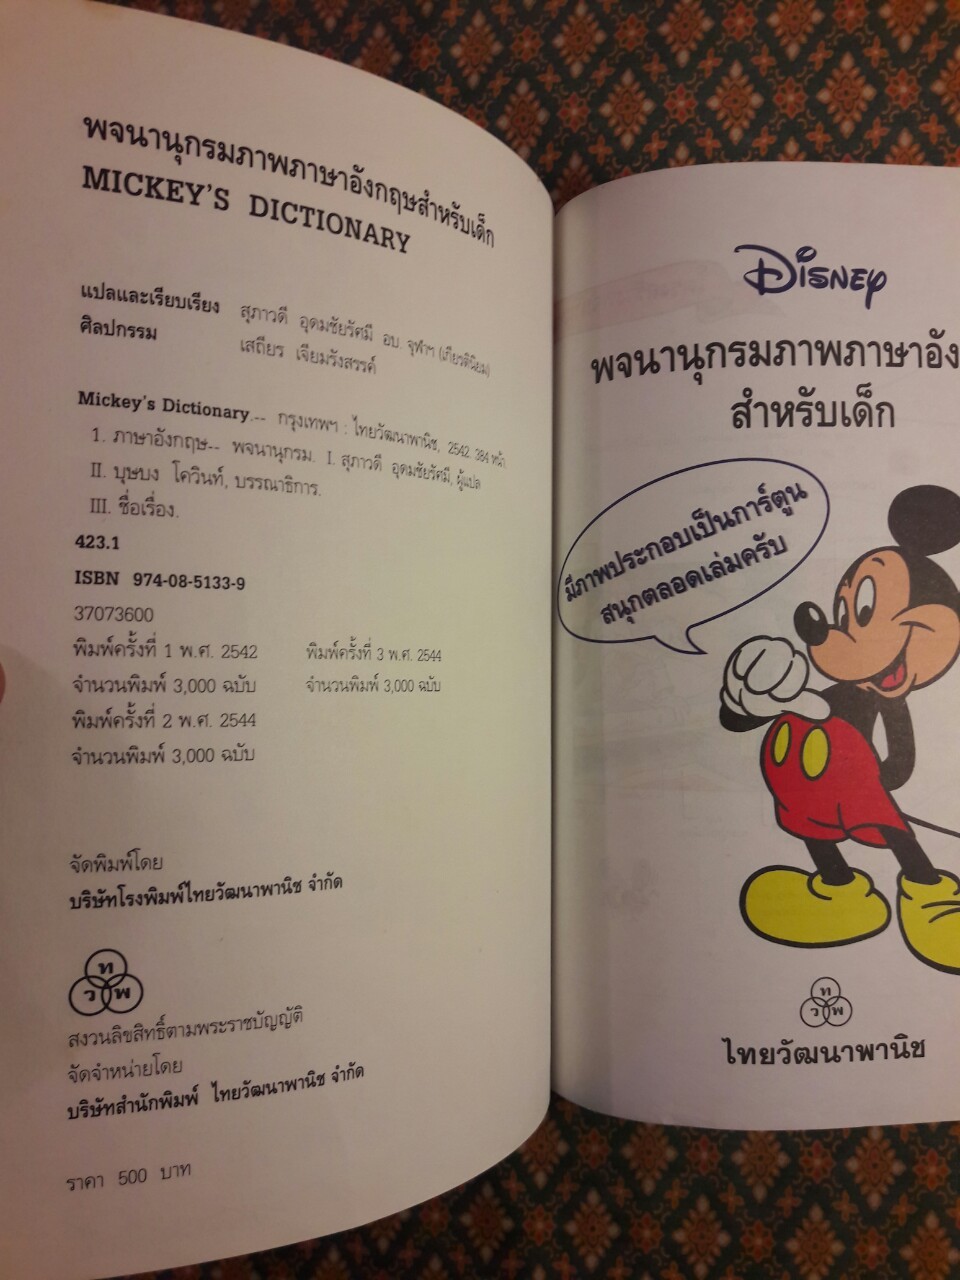 พจนานุกรมภาพภาษาอังกฤษสำหรับเด็ก
MICKEY'S DICTIONARY
แปลและเรียบเรียง สุภาวดี อุดมชัยรัศมี อบ. จุฬาฯ (เกียรตินิยม)
ศิลปกรรม เสถียร เจียมรังสรรค์
Mickey's Dictionary.-- กรุงเทพฯ : ไทยวัฒนาพานิช, 2542. 384 หน้า.
1. ภาษาอังกฤษ-- พจนานุกรม. I. สุภาวดี อุดมชัยรัศมี, ผู้แปล
II. บุษบง โควินท์, บรรณาธิการ.
III. ชื่อเรื่อง.
423.1
ISBN 974-08-5133-9
37073600
พิมพ์ครั้งที่ 1 พ.ศ. 2542 พิมพ์ครั้งที่ 3 พ.ศ. 2544
จำนวนพิมพ์ 3,000 ฉบับ จำนวนพิมพ์ 3,000 ฉบับ
พิมพ์ครั้งที่ 2 พ.ศ. 2544
จำนวนพิมพ์ 3,000 ฉบับ
จัดพิมพ์โดย
บริษัทโรงพิมพ์ไทยวัฒนาพานิช จำกัด
ท
ว พ
สงวนลิขสิทธิ์ตามพระราชบัญญัติ
จัดจำหน่ายโดย
บริษัทสำนักพิมพ์ ไทยวัฒนาพานิช จำกัด
ราคา 500 บาท
DISNEY
พจนานุกรมภาพภาษาอัง
สำหรับเด็ก
มีภาพประกอบเป็นการ์ตูน
สนุกตลอดเล่มครับ
ท
ว พ
ไทยวัฒนาพานิช